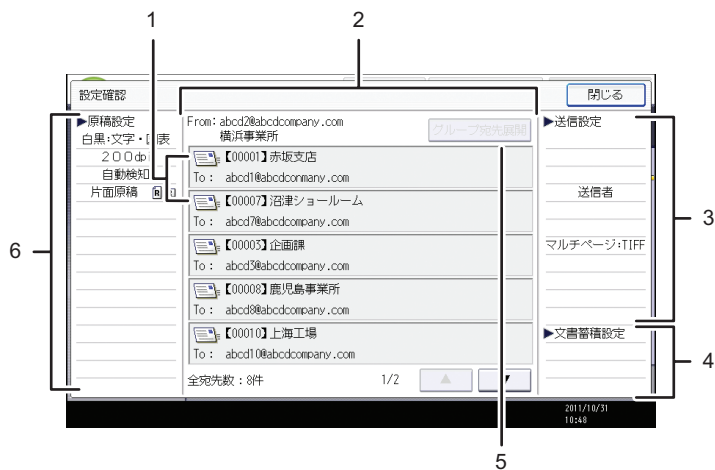 1
2
設定確認
閉じる
6
▶原稿設定
白黒:文字・図表
200dpi
自動検知
片面原稿
From: abcd2@abcdcompany.com
横浜事業所
グループ宛先展開
【00001】赤坂支店
To: abcd1@abcdconmany.com
【00007】沼津ショールーム
To: abcd7@abcdcompany.com
【00003】企画課
To: abcd3@abcdcompany.com
【00008】鹿児島事業所
To: abcd8@abcdcompany.com
【00010】上海工場
To: abcd10@abcdcompany.com
全宛先数:8件
1/2
▲
▼
▶送信設定
送信者
マルチページ:TIFF
3
▶文書蓄積設定
4
2011/10/31
10:48
5